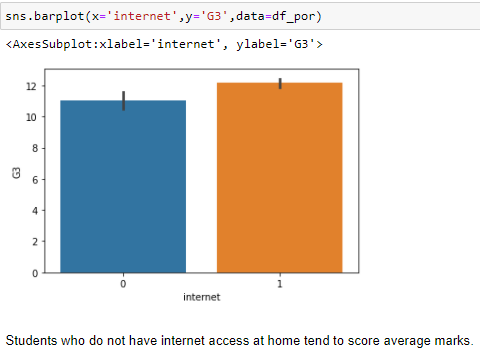 sns.barplot(x='internet',y='G3',data=df_por)
<AxesSubplot:xlabel='internet', ylabel='G3'>
12
10
8
6
4
2
0
G3
0 1
internet
Students who do not have internet access at home tend to score average marks.